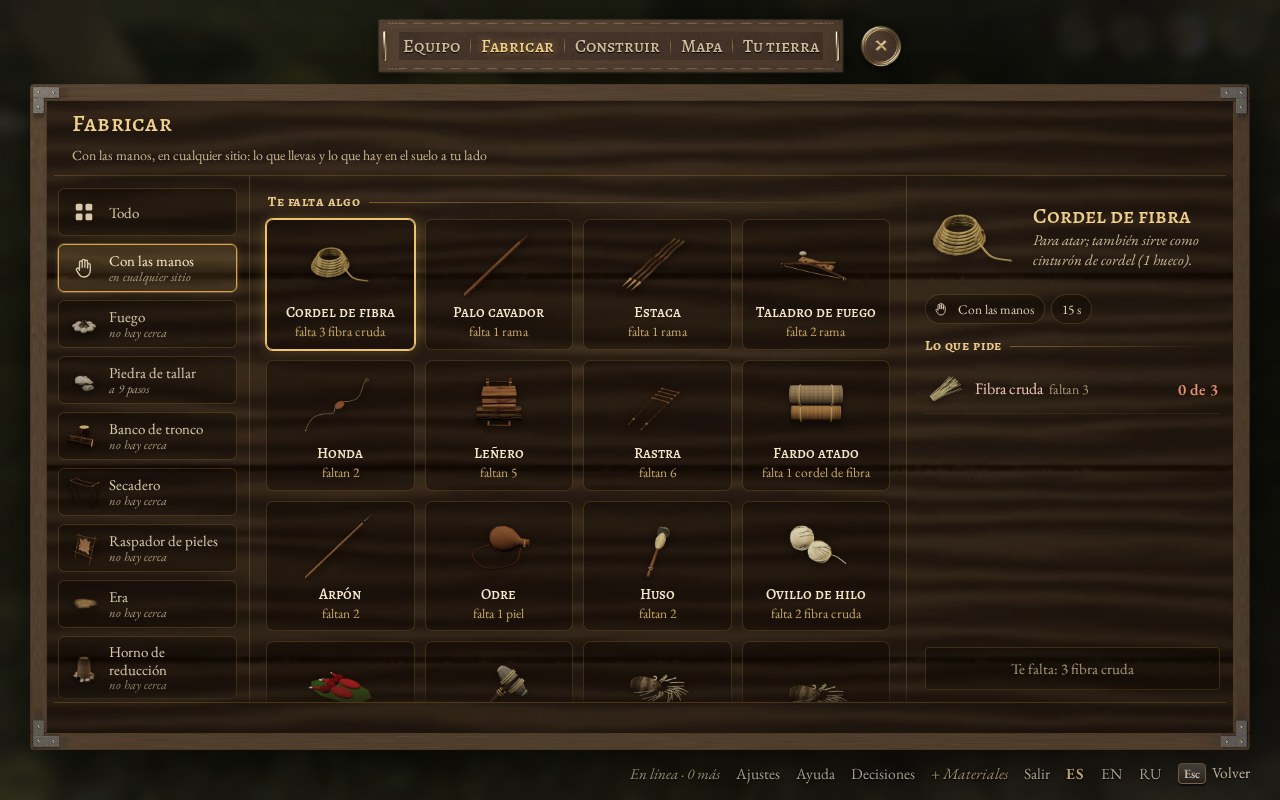 Equipo
Fabricar
Construir
Mapa
Tu tierra
Fabricar
Con las manos, en cualquier sitio: lo que llevas y lo que hay en el suelo a tu lado
Todo
Con las manos
en cualquier sitio
Fuego
no hay cerca
Piedra de tallar
a 9 pasos
Banco de tronco
no hay cerca
Secadero
no hay cerca
Raspador de pieles
no hay cerca
Era
no hay cerca
Horno de
reducción
no hay cerca
Te falta algo
Cordel de fibra
falta 3 fibra cruda
Palo cavador
falta 1 rama
Estaca
falta 1 rama
Taladro de fuego
falta 2 rama
Honda
faltan 2
Leñero
faltan 5
Rastra
faltan 6
Fardo atado
falta 1 cordel de fibra
Arpón
faltan 2
Odre
falta 1 piel
Huso
faltan 2
Ovillo de hilo
falta 2 fibra cruda
Cordel de fibra
Para atar; también sirve como
cinturón de cordel (1 hueco).
Con las manos
15 s
Lo que pide
Fibra cruda faltan 3
0 de 3
Te falta: 3 fibra cruda
En línea · 0 más
Ajustes
Ayuda
Decisiones
+ Materiales
Salir
ES
EN
RU
Esc
Volver